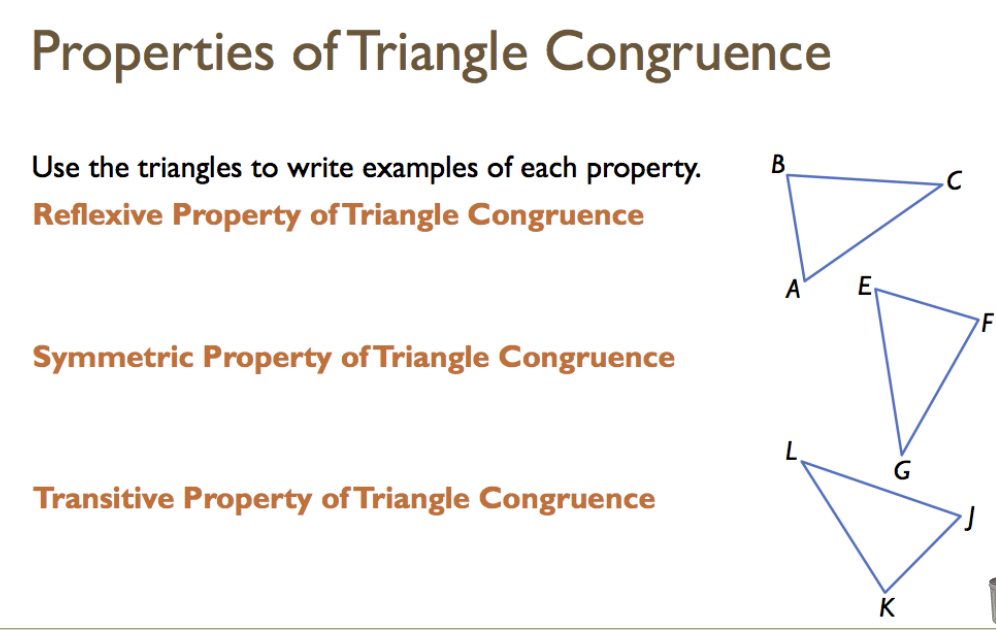 Properties of Triangle Congruence
Use the triangles to write examples of each property.
Reflexive Property of Triangle Congruence
Symmetric Property of Triangle Congruence
Transitive Property of Triangle Congruence
B
C
A
E
F
G
L
J
K